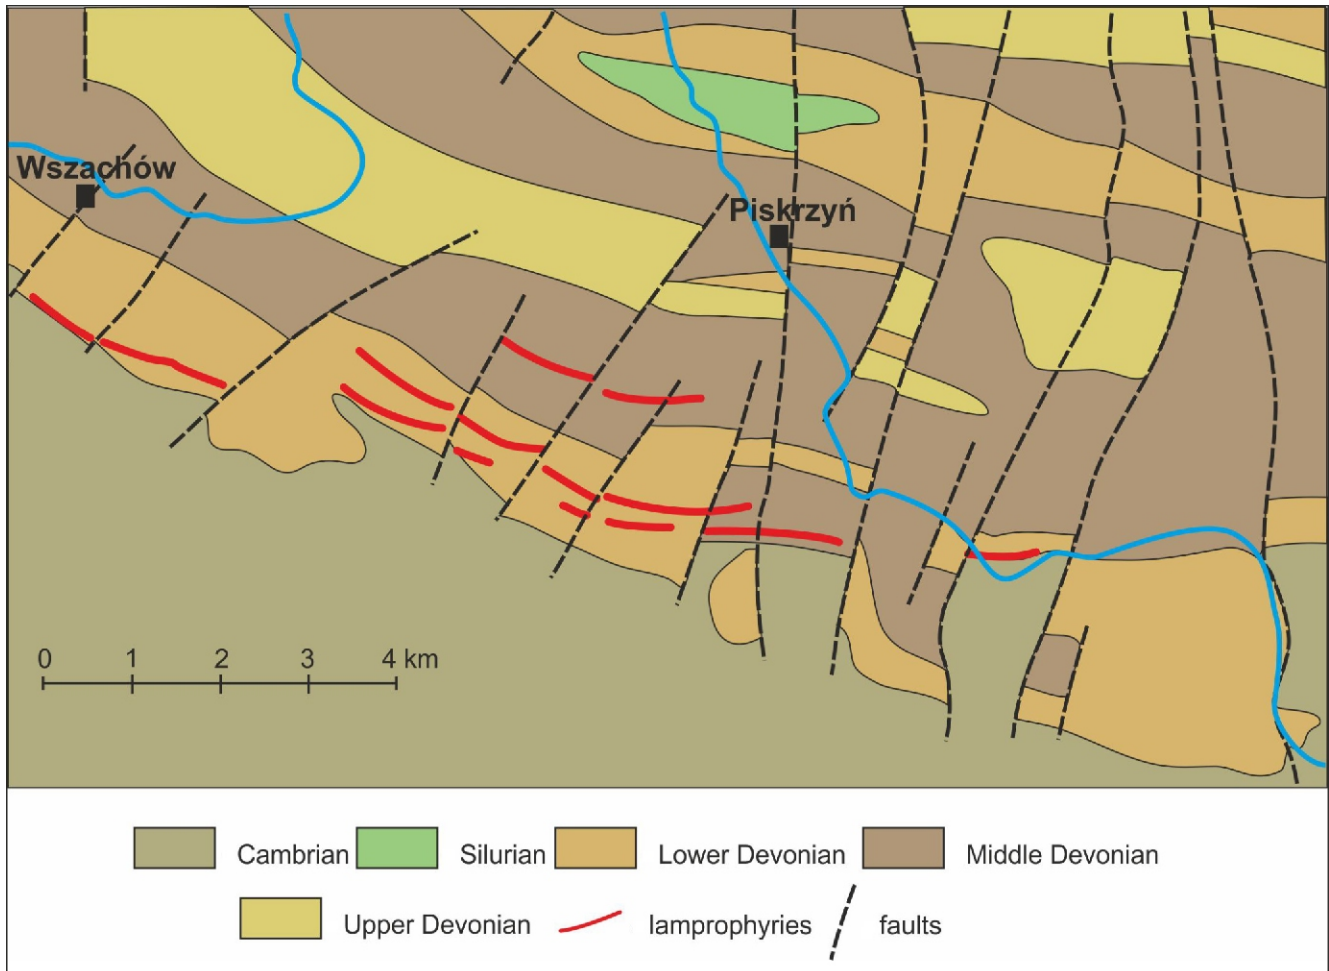 Wszachów
Piskrzyń
0 1 2 3 4 km
Cambrian Silurian Lower Devonian Middle Devonian
Upper Devonian lamprophyries faults